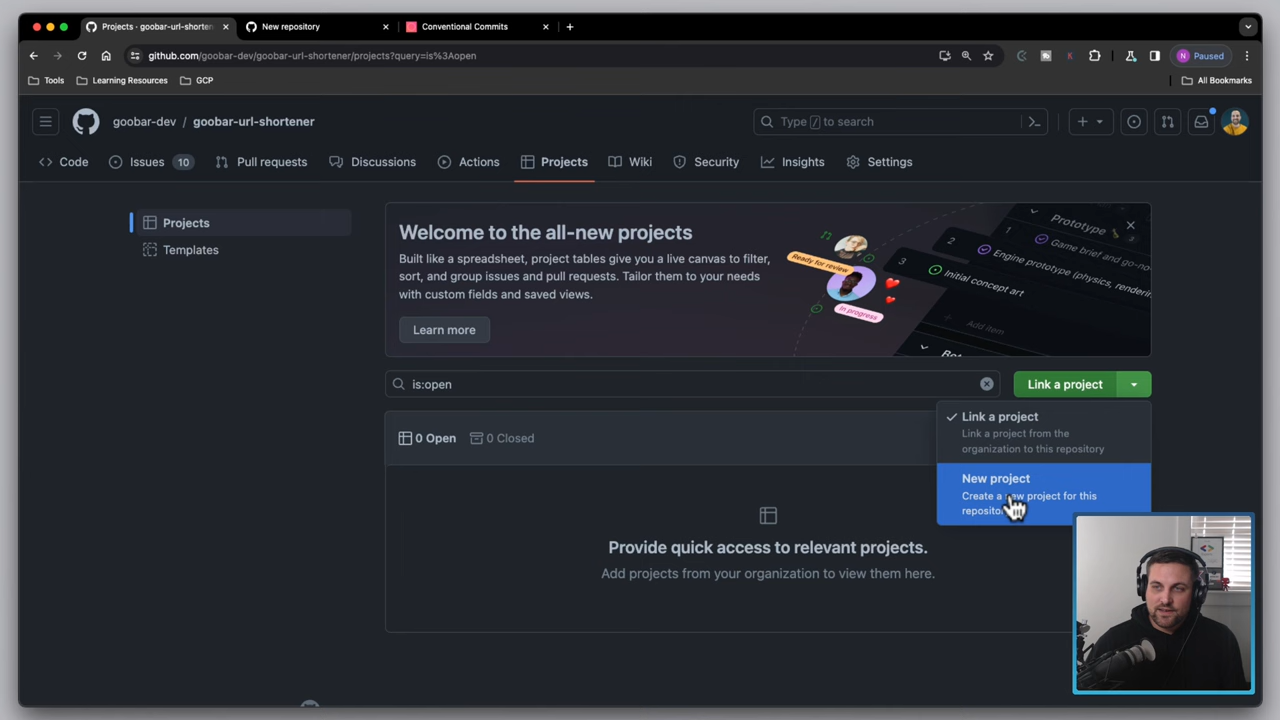 Projects · goobar-url-shorten
New repository
Conventional Commits
github.com/goobar-dev/goobar-url-shortener/projects?query=is%3Aopen
N Paused
Tools
Learning Resources
GCP
All Bookmarks
goobar-dev / goobar-url-shortener
Type / to search
Code
Issues 10
Pull requests
Discussions
Actions
Projects
Wiki
Security
Insights
Settings
Projects
Templates
Welcome to the all-new projects
Built like a spreadsheet, project tables give you a live canvas to filter,
sort, and group issues and pull requests. Tailor them to your needs
with custom fields and saved views.
Learn more
Ready for review
In progress
Prototype
1 Game brief and go-no
2 Engine prototype (physics, renderin
3 Initial concept art
Add item
is:open
Link a project
0 Open 0 Closed
Link a project
Link a project from the
organization to this repository
New project
Create a new project for this
Provide quick access to relevant projects.
Add projects from your organization to view them here.